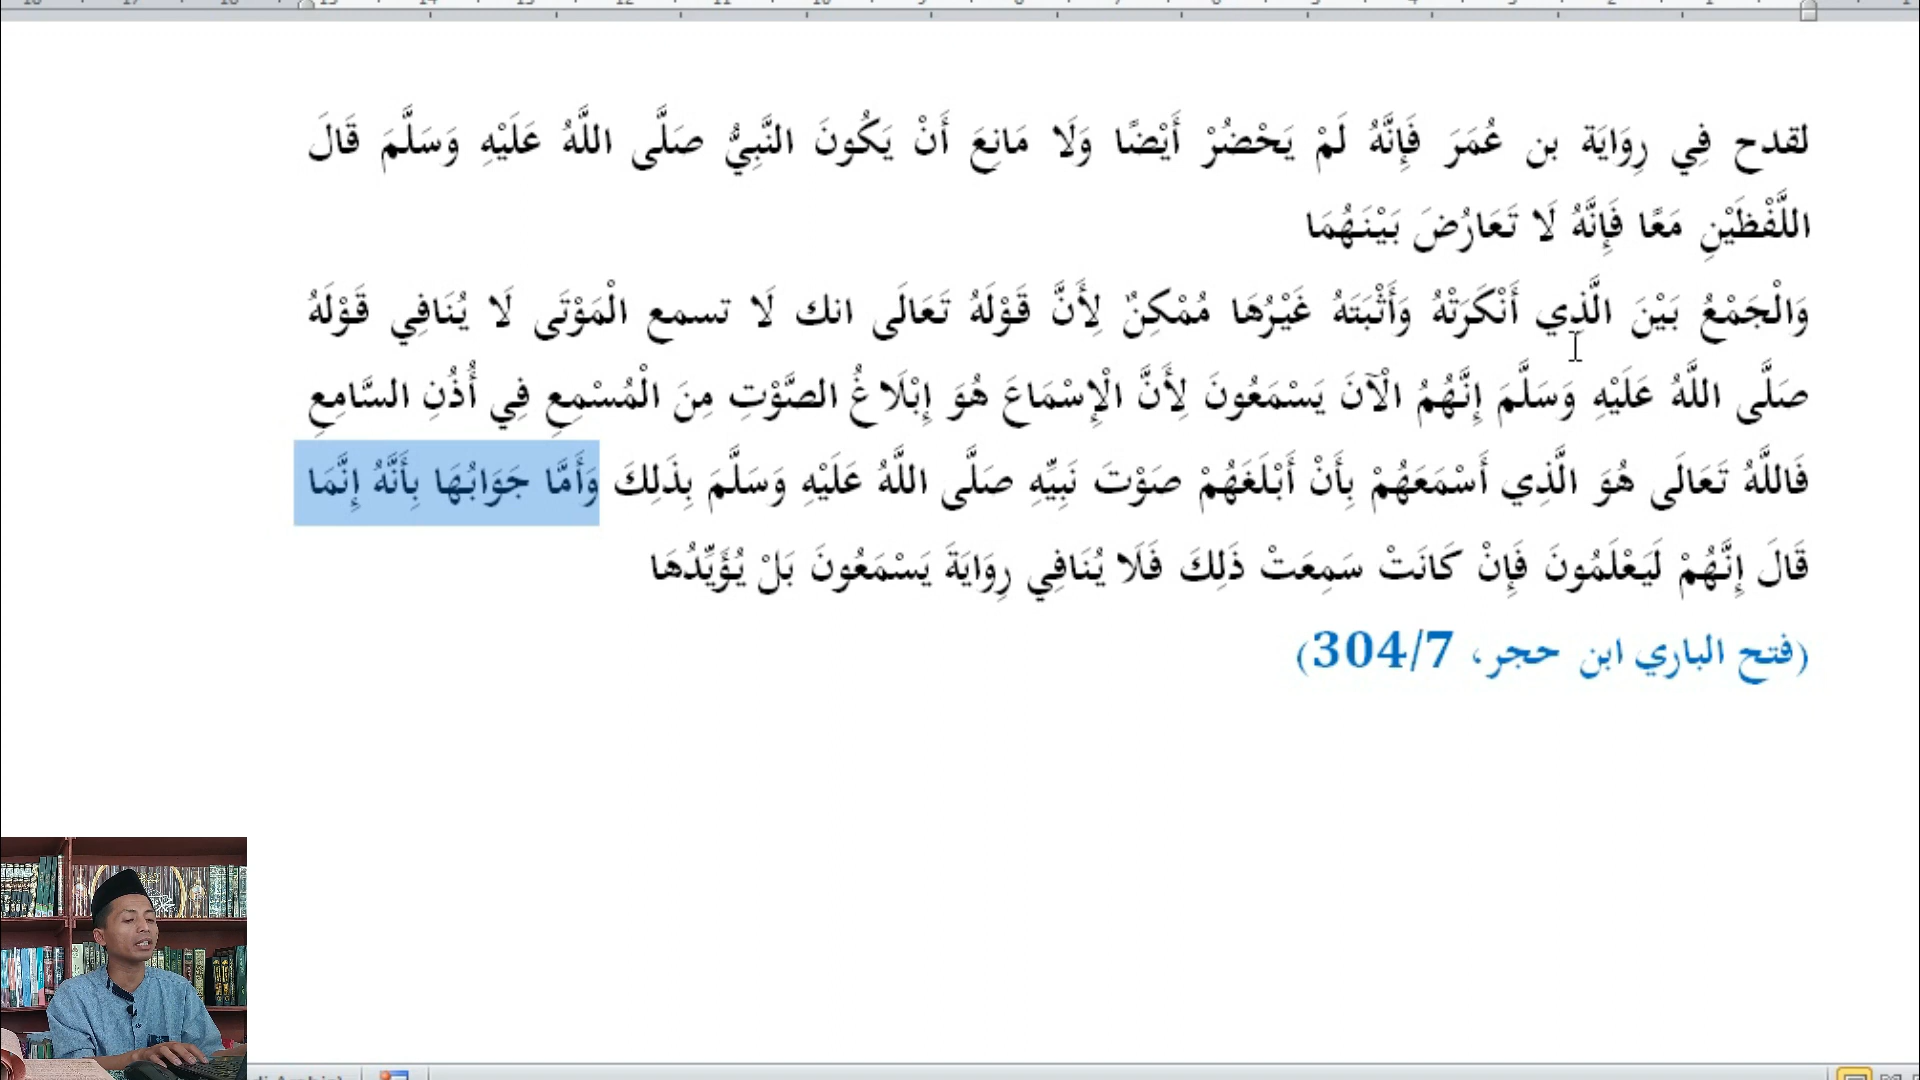 لقدح فِي رِوَايَة بن عُمَرَ فَإِنَّهُ لَمْ يَحْضُرْ أَيْضًا وَلَا مَانِعَ أَنْ يَكُونَ النَّبِيُّ صَلَّى اللَّهُ عَلَيْهِ وَسَلَّمَ قَالَ
اللَّفْظَيْنِ مَعًا فَإِنَّهُ لَا تَعَارُضَ بَيْنَهُمَا
وَالْجَمْعُ بَيْنَ الَّذِي أَنْكَرَتْهُ وَأَثْبَتَهُ غَيْرُهَا مُمْكِنٌ لِأَنَّ قَوْلَهُ تَعَالَى انك لَا تسمع الْمَوْتَى لَا يُنَافِي قَوْلَهُ
صَلَّى اللَّهُ عَلَيْهِ وَسَلَّمَ إِنَّهُمُ الْآنَ يَسْمَعُونَ لِأَنَّ الْإِسْمَاعَ هُوَ إِبْلَاغُ الصَّوْتِ مِنَ الْمُسْمِعِ فِي أُذُنِ السَّامِعِ
فَاللَّهُ تَعَالَى هُوَ الَّذِي أَسْمَعَهُمْ بِأَنْ أَبْلَغَهُمْ صَوْتَ نَبِيِّهِ صَلَّى اللَّهُ عَلَيْهِ وَسَلَّمَ بِذَلِكَ وَأَمَّا جَوَابُهَا بِأَنَّهُ إِنَّمَا
قَالَ إِنَّهُمْ لَيَعْلَمُونَ فَإِنْ كَانَتْ سَمِعَتْ ذَلِكَ فَلَا يُنَافِي رِوَايَةَ يَسْمَعُونَ بَلْ يُؤَيِّدُهَا
(فتح الباري ابن حجر، 304/7)